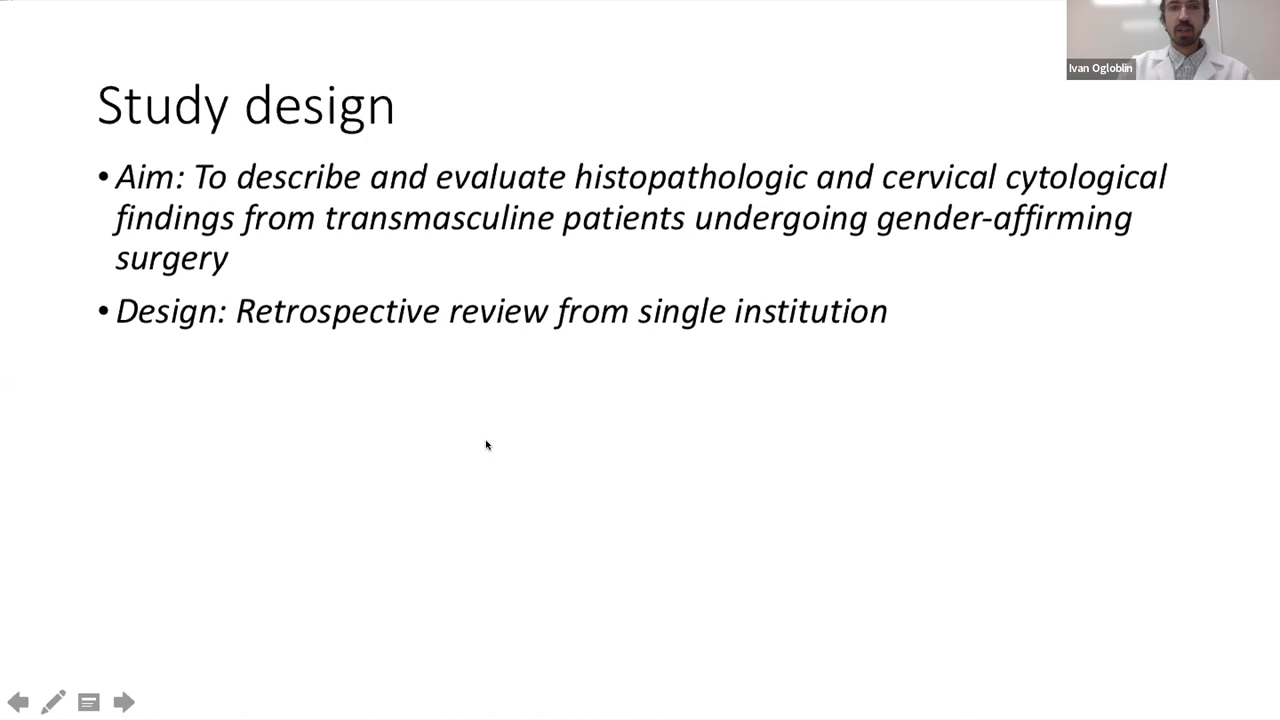 Ivan Ogloblin
Study design
• Aim: To describe and evaluate histopathologic and cervical cytological
findings from transmasculine patients undergoing gender-affirming
surgery
• Design: Retrospective review from single institution